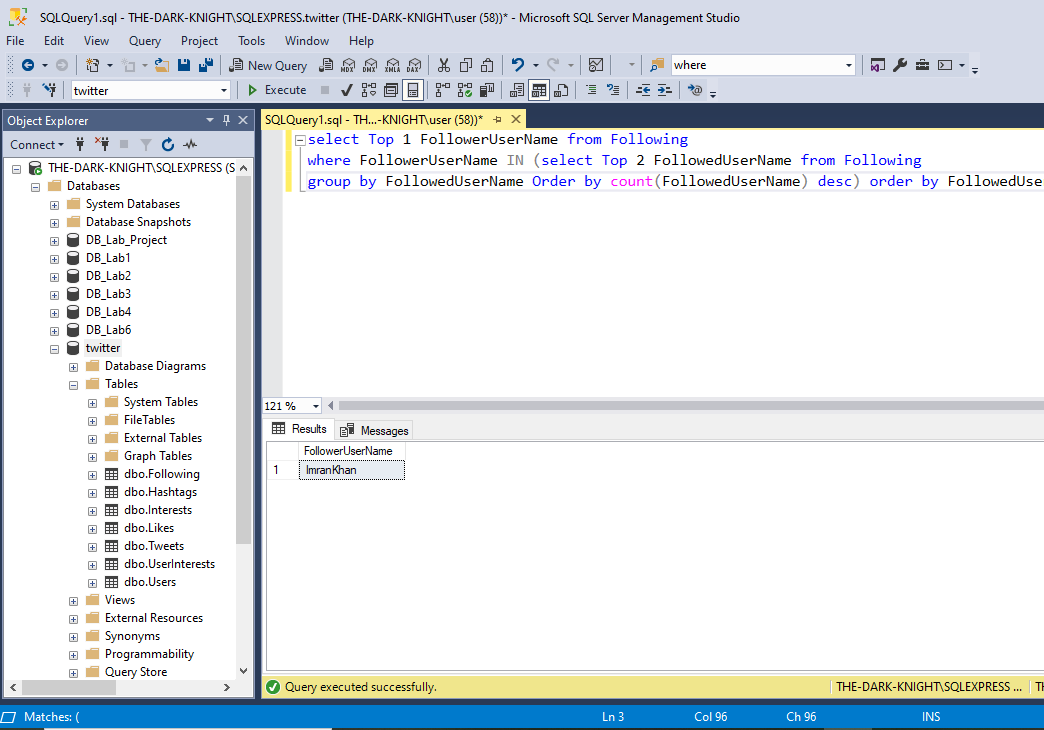 SQLQuery1.sql - THE-DARK-KNIGHT\SQLEXPRESS.twitter (THE-DARK-KNIGHT\user (58))* - Microsoft SQL Server Management Studio
File Edit View Query Project Tools Window Help
New Query MDX DMX XMLA DAX where
twitter Execute
Object Explorer
Connect
THE-DARK-KNIGHT\SQLEXPRESS (S
Databases
System Databases
Database Snapshots
DB_Lab_Project
DB_Lab1
DB_Lab2
DB_Lab3
DB_Lab4
DB_Lab6
twitter
Database Diagrams
Tables
System Tables
FileTables
External Tables
Graph Tables
dbo.Following
dbo.Hashtags
dbo.Interests
dbo.Likes
dbo.Tweets
dbo.UserInterests
dbo.Users
Views
External Resources
Synonyms
Programmability
Query Store
SQLQuery1.sql - TH...-KNIGHT\user (58))*
select Top 1 FollowerUserName from Following
where FollowerUserName IN (select Top 2 FollowedUserName from Following
group by FollowedUserName Order by count(FollowedUserName) desc) order by FollowedUse
121 %
Results Messages
FollowerUserName
1 ImranKhan
Query executed successfully. THE-DARK-KNIGHT\SQLEXPRESS ... TH
Matches: ( Ln 3 Col 96 Ch 96 INS